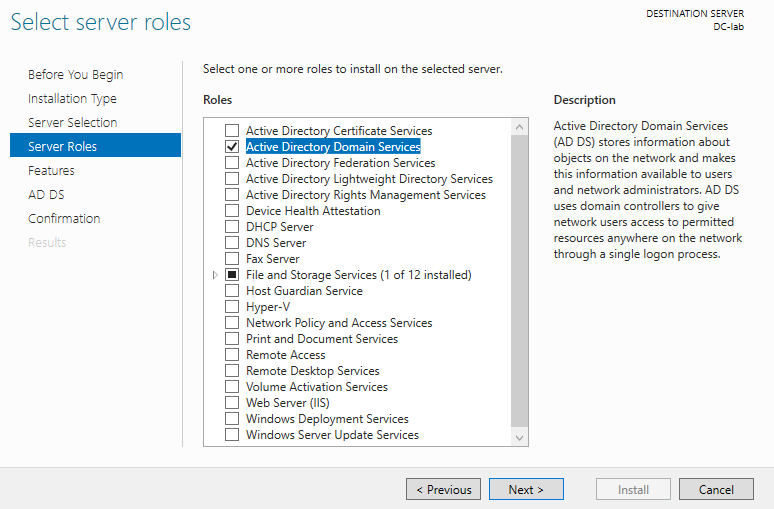 Select server roles
DESTINATION SERVER
DC-lab
Before You Begin
Installation Type
Server Selection
Server Roles
Features
AD DS
Confirmation
Results
Select one or more roles to install on the selected server.
Roles
Active Directory Certificate Services
Active Directory Domain Services
Active Directory Federation Services
Active Directory Lightweight Directory Services
Active Directory Rights Management Services
Device Health Attestation
DHCP Server
DNS Server
Fax Server
File and Storage Services (1 of 12 installed)
Host Guardian Service
Hyper-V
Network Policy and Access Services
Print and Document Services
Remote Access
Remote Desktop Services
Volume Activation Services
Web Server (IIS)
Windows Deployment Services
Windows Server Update Services
Description
Active Directory Domain Services
(AD DS) stores information about
objects on the network and makes
this information available to users
and network administrators. AD DS
uses domain controllers to give
network users access to permitted
resources anywhere on the network
through a single logon process.
< Previous
Next >
Install
Cancel